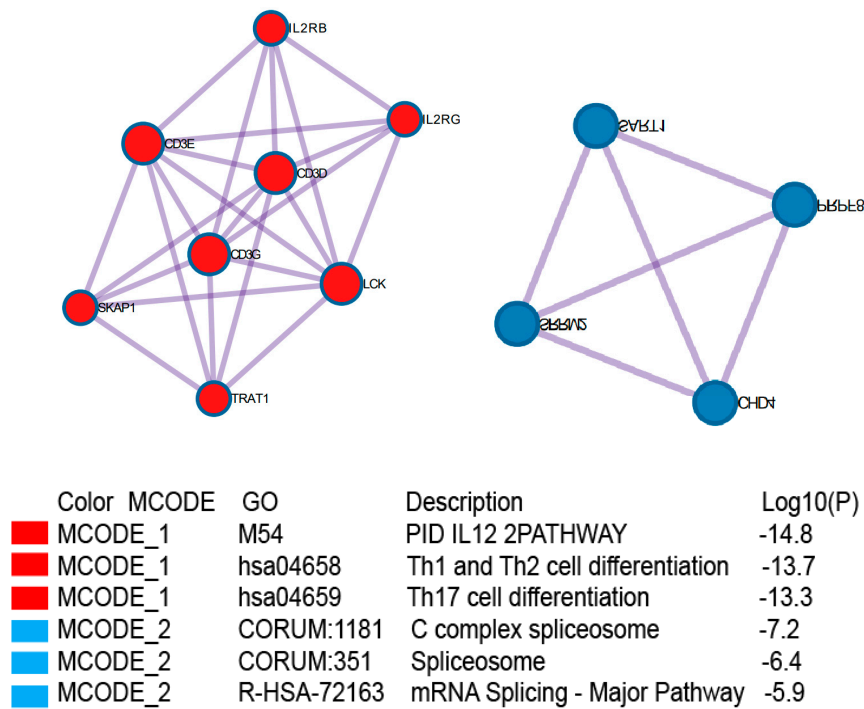 IL2RB
IL2RG
CD3E
CD3D
CD3G
LCK
SKAP1
TRAT1
SART1
PRPF8
SRRM2
CHD4
Color MCODE GO Description Log10(P)
MCODE_1 M54 PID IL12 2PATHWAY -14.8
MCODE_1 hsa04658 Th1 and Th2 cell differentiation -13.7
MCODE_1 hsa04659 Th17 cell differentiation -13.3
MCODE_2 CORUM:1181 C complex spliceosome -7.2
MCODE_2 CORUM:351 Spliceosome -6.4
MCODE_2 R-HSA-72163 mRNA Splicing - Major Pathway -5.9